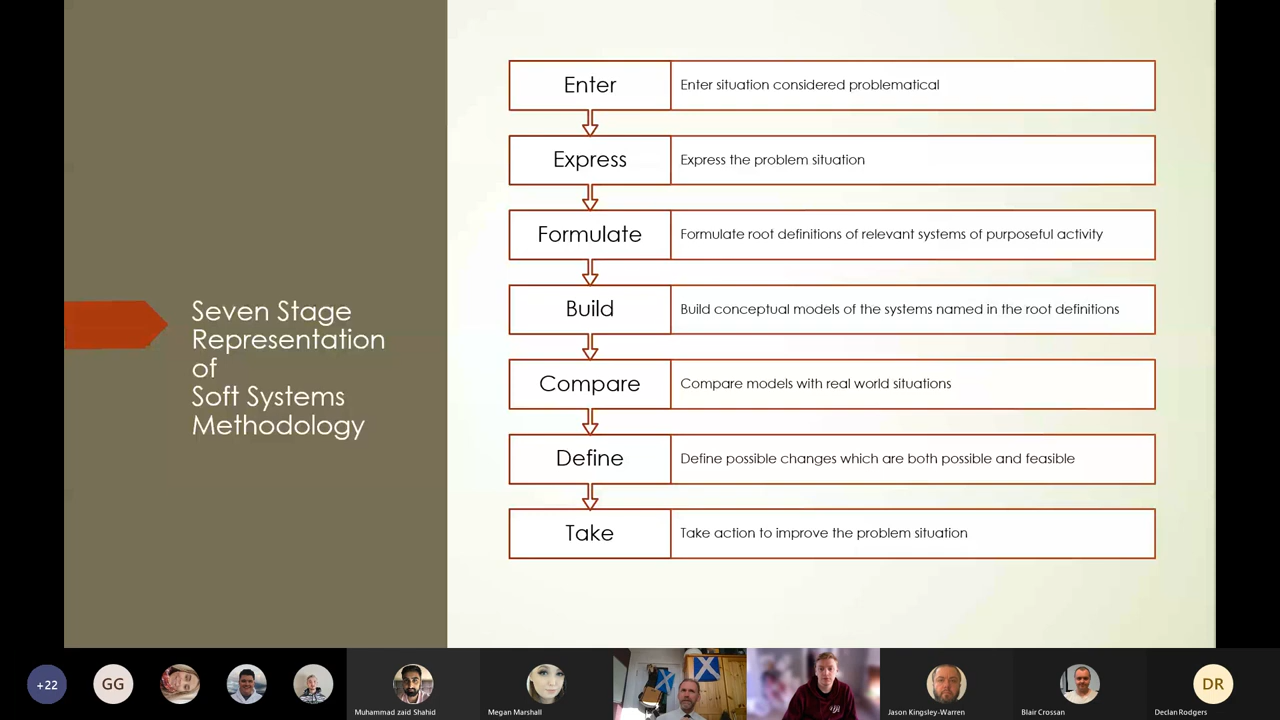 Seven Stage
Representation
of
Soft Systems
Methodology
Enter
Enter situation considered problematical
Express
Express the problem situation
Formulate
Formulate root definitions of relevant systems of purposeful activity
Build
Build conceptual models of the systems named in the root definitions
Compare
Compare models with real world situations
Define
Define possible changes which are both possible and feasible
Take
Take action to improve the problem situation
+22
GG
Muhammad zaid Shahid
Megan Marshall
Jason Kingsley-Warren
Blair Crossan
DR
Declan Rodgers